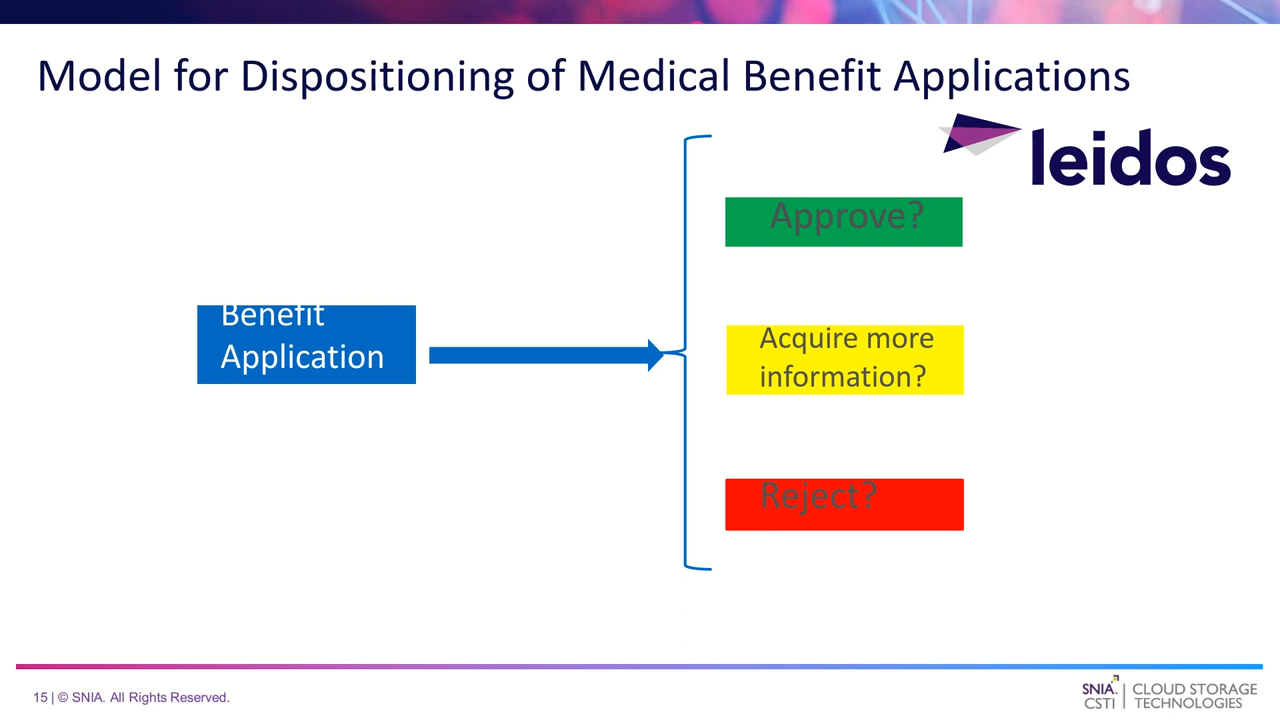 Model for Dispositioning of Medical Benefit Applications
leidos
Approve?
Benefit
Application
Acquire more
information?
Reject?
15 | © SNIA. All Rights Reserved.
SNIA.
CSTI
CLOUD STORAGE
TECHNOLOGIES